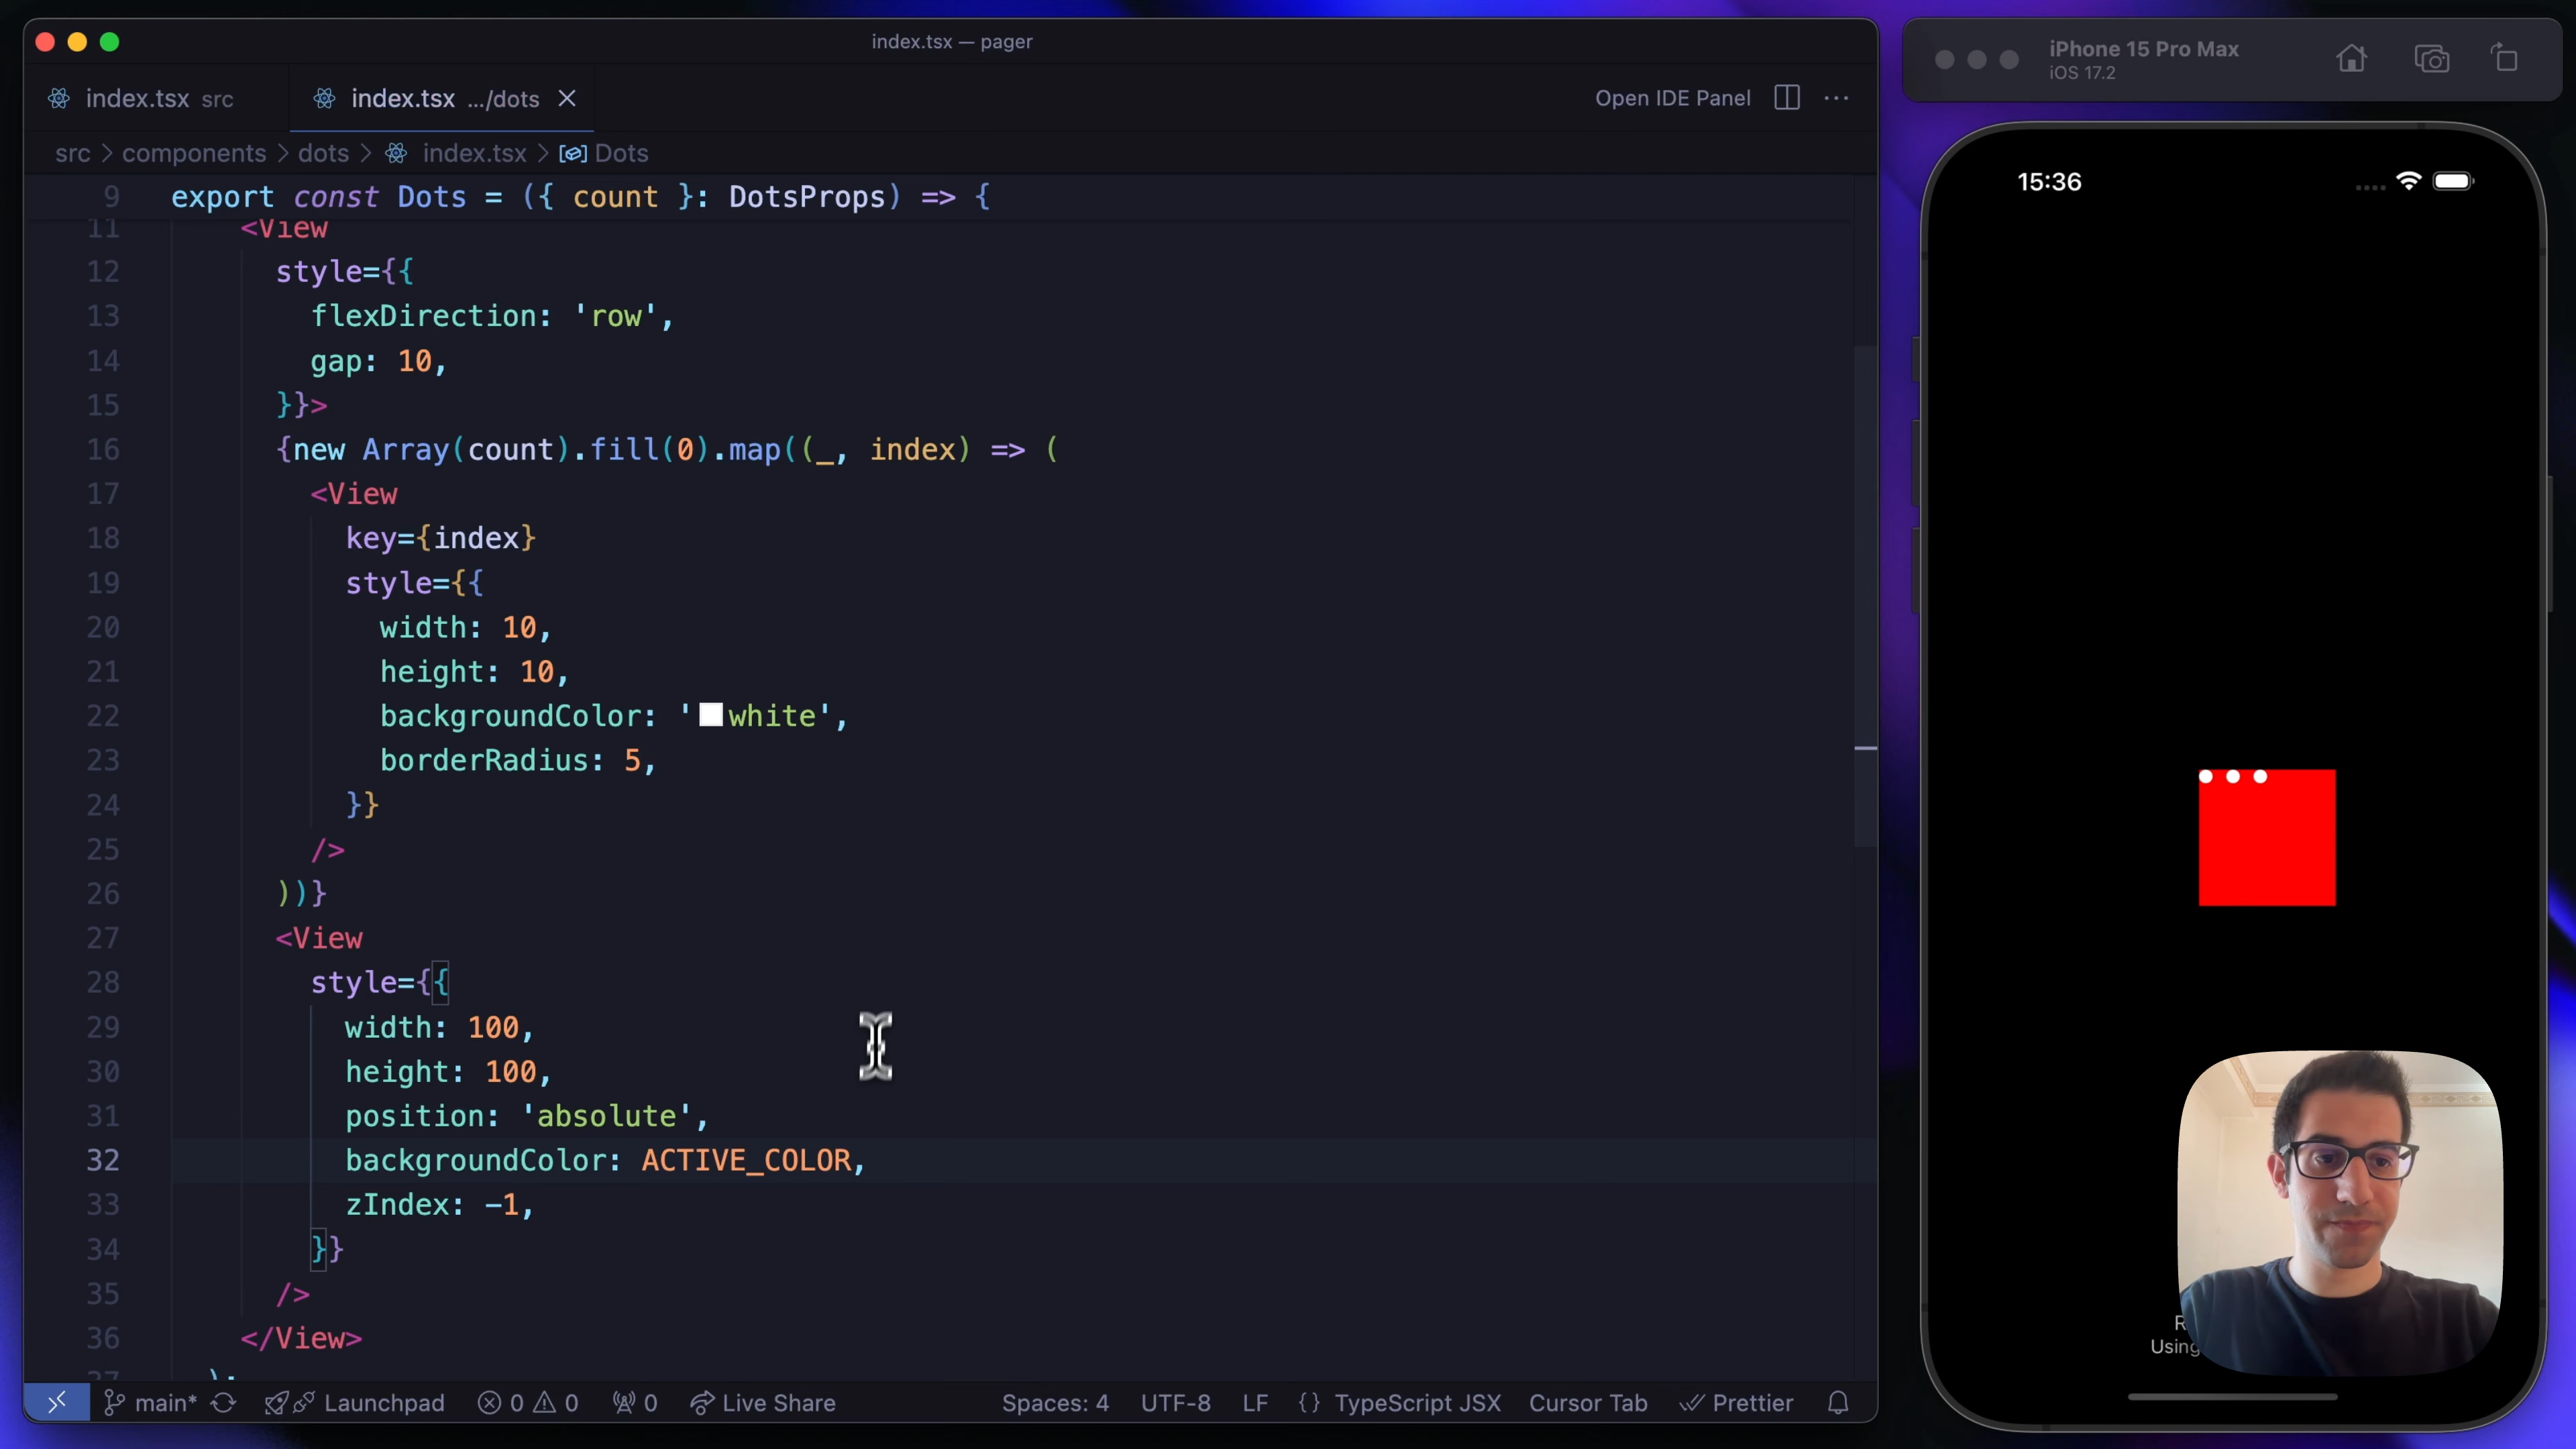 index.tsx — pager
index.tsx src
index.tsx .../dots
Open IDE Panel
src > components > dots > index.tsx > Dots
9 export const Dots = ({ count }: DotsProps) => {
11 <View
12 style={{
13 flexDirection: 'row',
14 gap: 10,
15 }}>
16 {new Array(count).fill(0).map((_, index) => (
17 <View
18 key={index}
19 style={{
20 width: 10,
21 height: 10,
22 backgroundColor: 'white',
23 borderRadius: 5,
24 }}
25 />
26 ))}
27 <View
28 style={{
29 width: 100,
30 height: 100,
31 position: 'absolute',
32 backgroundColor: ACTIVE_COLOR,
33 zIndex: -1,
34 }}
35 />
36 </View>
37 );
main* Launchpad 0 0 0 Live Share Spaces: 4 UTF-8 LF {} TypeScript JSX Cursor Tab Prettier
iPhone 15 Pro Max
iOS 17.2
15:36
R
Using